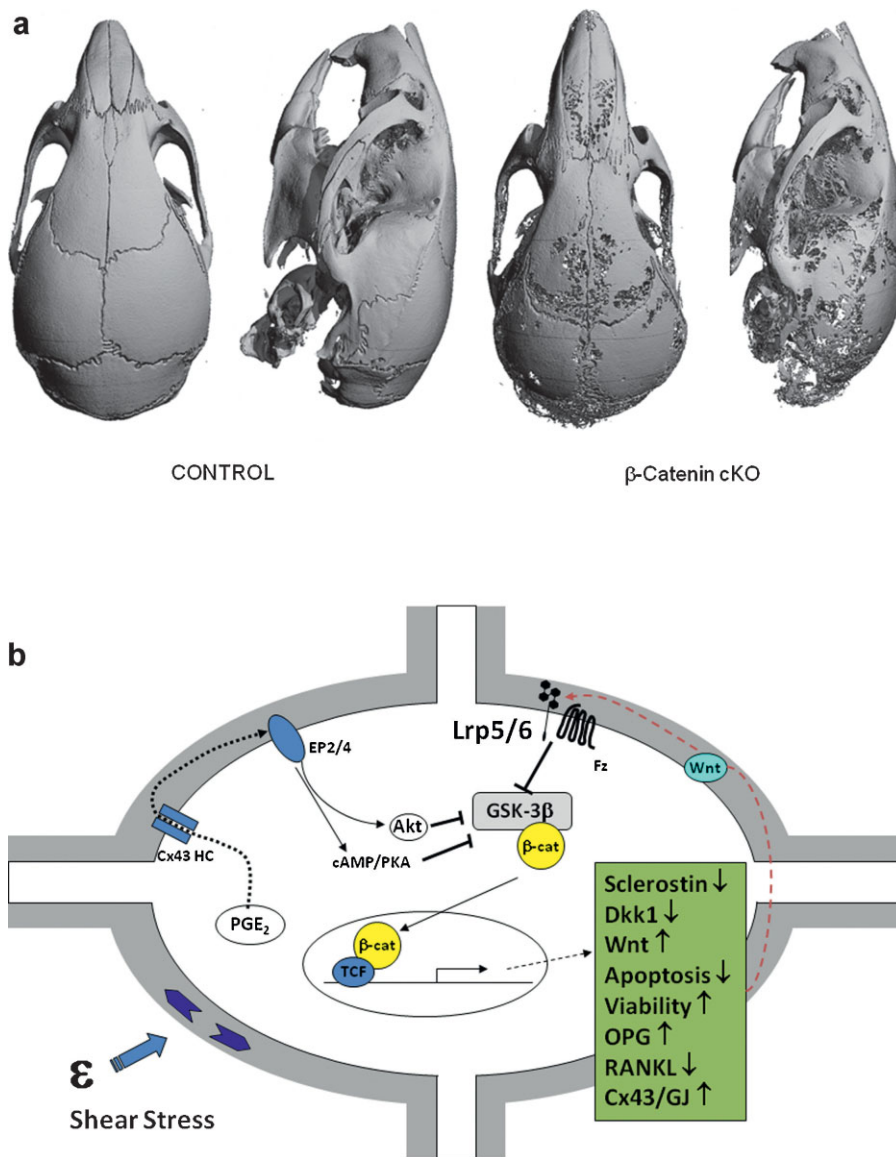 a
CONTROL
β-Catenin cKO
b
EP2/4
Lrp5/6
Fz
Wnt
Cx43 HC
Akt
GSK-3β
β-cat
cAMP/PKA
PGE₂
β-cat
TCF
Sclerostin ↓
Dkk1 ↓
Wnt ↑
Apoptosis ↓
Viability ↑
OPG ↑
RANKL ↓
Cx43/GJ ↑
ε
Shear Stress